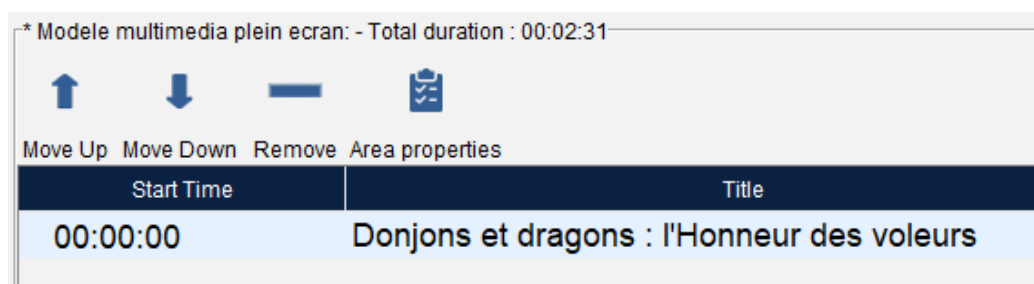 * Modele multimedia plein ecran: - Total duration : 00:02:31
Move Up Move Down Remove Area properties
Start Time Title
00:00:00 Donjons et dragons : l'Honneur des voleurs